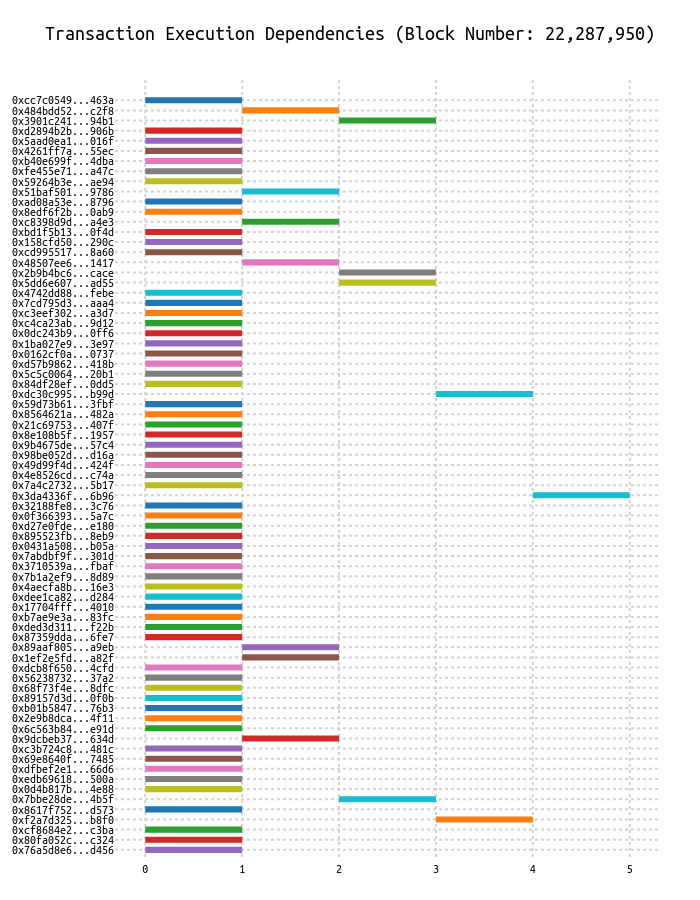 Transaction Execution Dependencies (Block Number: 22,287,950)
0xcc7c0549...463a
0x484bdd52...c2f8
0x3901c241...94b1
0xd2894b2b...906b
0x5aad0ea1...016f
0x4261ff7a...55ec
0xb40e699f...4dba
0xfe455e71...a47c
0x59264b3e...ae94
0x51baf501...9786
0xad08a53e...8796
0x8edf6f2b...0ab9
0xc8398d9d...a4e3
0xbd1f5b13...0f4d
0x158cfd50...290c
0xcd995517...8a60
0x48507ee6...1417
0x2b9b4bc6...cace
0x5dd6e607...ad55
0x4742dd88...febe
0x7cd795d3...aaa4
0xc3eef302...a3d7
0xc4ca23ab...9d12
0x0dc243b9...0ff6
0x1ba027e9...3e97
0x0162cf0a...0737
0xd57b9862...418b
0x5c5c0064...20b1
0x84df28ef...0dd5
0xdc30c995...b99d
0x59d73b61...3fbf
0x8564621a...482a
0x21c69753...407f
0x8e108b5f...1957
0x9b4675de...57c4
0x98be052d...d16a
0x49d99f4d...424f
0x4e8526cd...c74a
0x7a4c2732...5b17
0x3da4336f...6b96
0x32188fe8...3c76
0x0f366393...5a7c
0xd27e0fde...e180
0x895523fb...8eb9
0x0431a508...b05a
0x7abdbf9f...301d
0x3710539a...fbaf
0x7b1a2ef9...8d89
0x4aecfa8b...16e3
0xdee1ca82...d284
0x17704fff...4010
0xb7ae9e3a...83fc
0xded3d311...f22b
0x87359dda...6fe7
0x89aaf805...a9eb
0x1ef2e5fd...a82f
0xdcb8f650...4cfd
0x56238732...37a2
0x68f73f4e...8dfc
0x89157d3d...0f0b
0xb01b5847...76b3
0x2e9b8dca...4f11
0x6c563b84...e91d
0x9dcbeb37...634d
0xc3b724c8...481c
0x69e8640f...7485
0xdfbef2e1...66d6
0xedb69618...500a
0x0d4b817b...4e88
0x7bbe28de...4b5f
0x8617f752...d573
0xf2a7d325...b8f0
0xcf8684e2...c3ba
0x80fa052c...c324
0x76a5d8e6...d456
0 1 2 3 4 5